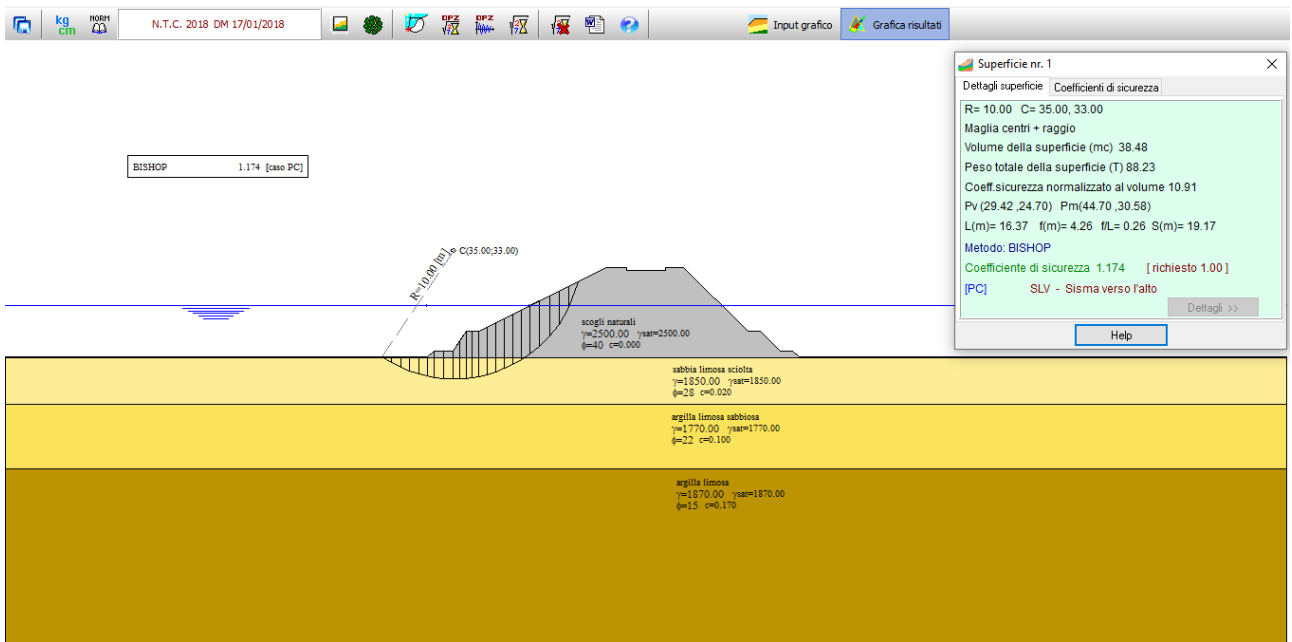 kg
cm
NORM
N.T.C. 2018 DM 17/01/2018
OPZ
OPZ
W
?
Input grafico
Grafica risultati
Superficie nr. 1
Dettagli superficie
Coefficienti di sicurezza
R= 10.00 C= 35.00, 33.00
Maglia centri + raggio
Volume della superficie (mc) 38.48
Peso totale della superficie (T) 88.23
Coeff.sicurezza normalizzato al volume 10.91
Pv (29.42 ,24.70) Pm(44.70 ,30.58)
L(m)= 16.37 f(m)= 4.26 f/L= 0.26 S(m)= 19.17
Metodo: BISHOP
Coefficiente di sicurezza 1.174 [ richiesto 1.00 ]
[PC] SLV - Sisma verso l'alto
Dettagli >>
Help
BISHOP 1.174 [caso PC]
C(35.00;33.00)
R=10.00 [m]
scogli naturali
γ=2500.00 γsat=2500.00
ϕ=40 c=0.000
sabbia limosa sciolta
γ=1850.00 γsat=1850.00
ϕ=28 c=0.020
argilla limosa sabbiosa
γ=1770.00 γsat=1770.00
ϕ=22 c=0.100
argilla limosa
γ=1870.00 γsat=1870.00
ϕ=15 c=0.170